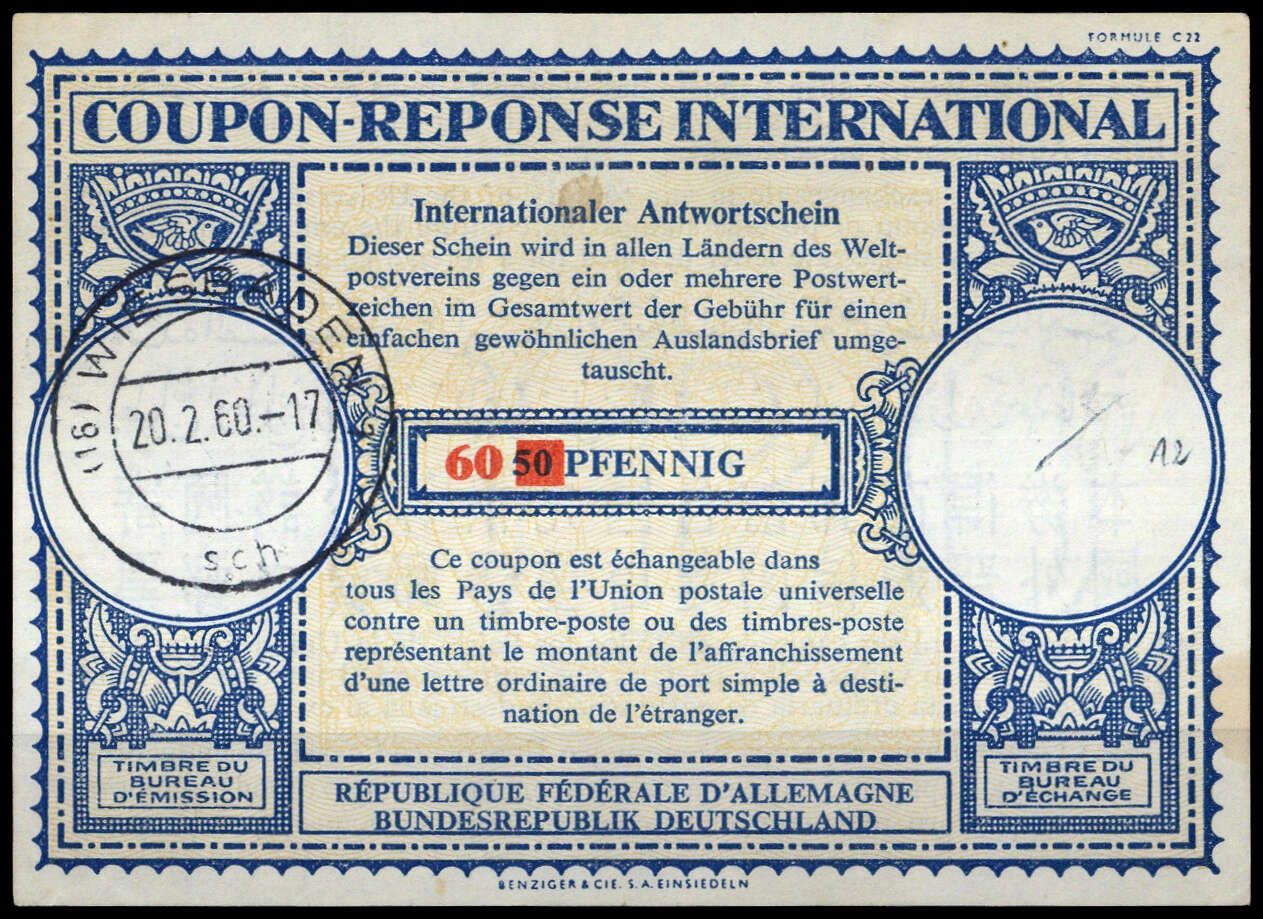 FORMULE C22
COUPON-REPONSE INTERNATIONAL
Internationaler Antwortschein
Dieser Schein wird in allen Ländern des Welt-
postvereins gegen ein oder mehrere Postwert-
zeichen im Gesamtwert der Gebühr für einen
einfachen gewöhnlichen Auslandsbrief umge-
tauscht.
(16) WIESBADEN 2
20.2.60.-17
sch
60 50 PFENNIG
12
Ce coupon est échangeable dans
tous les Pays de l'Union postale universelle
contre un timbre-poste ou des timbres-poste
représentant le montant de l'affranchissement
d'une lettre ordinaire de port simple à desti-
nation de l'étranger.
TIMBRE DU
BUREAU
D'ÉMISSION
RÉPUBLIQUE FÉDÉRALE D'ALLEMAGNE
BUNDESREPUBLIK DEUTSCHLAND
TIMBRE DU
BUREAU
D'ÉCHANGE
BENZIGER & CIE. S.A. EINSIEDELN